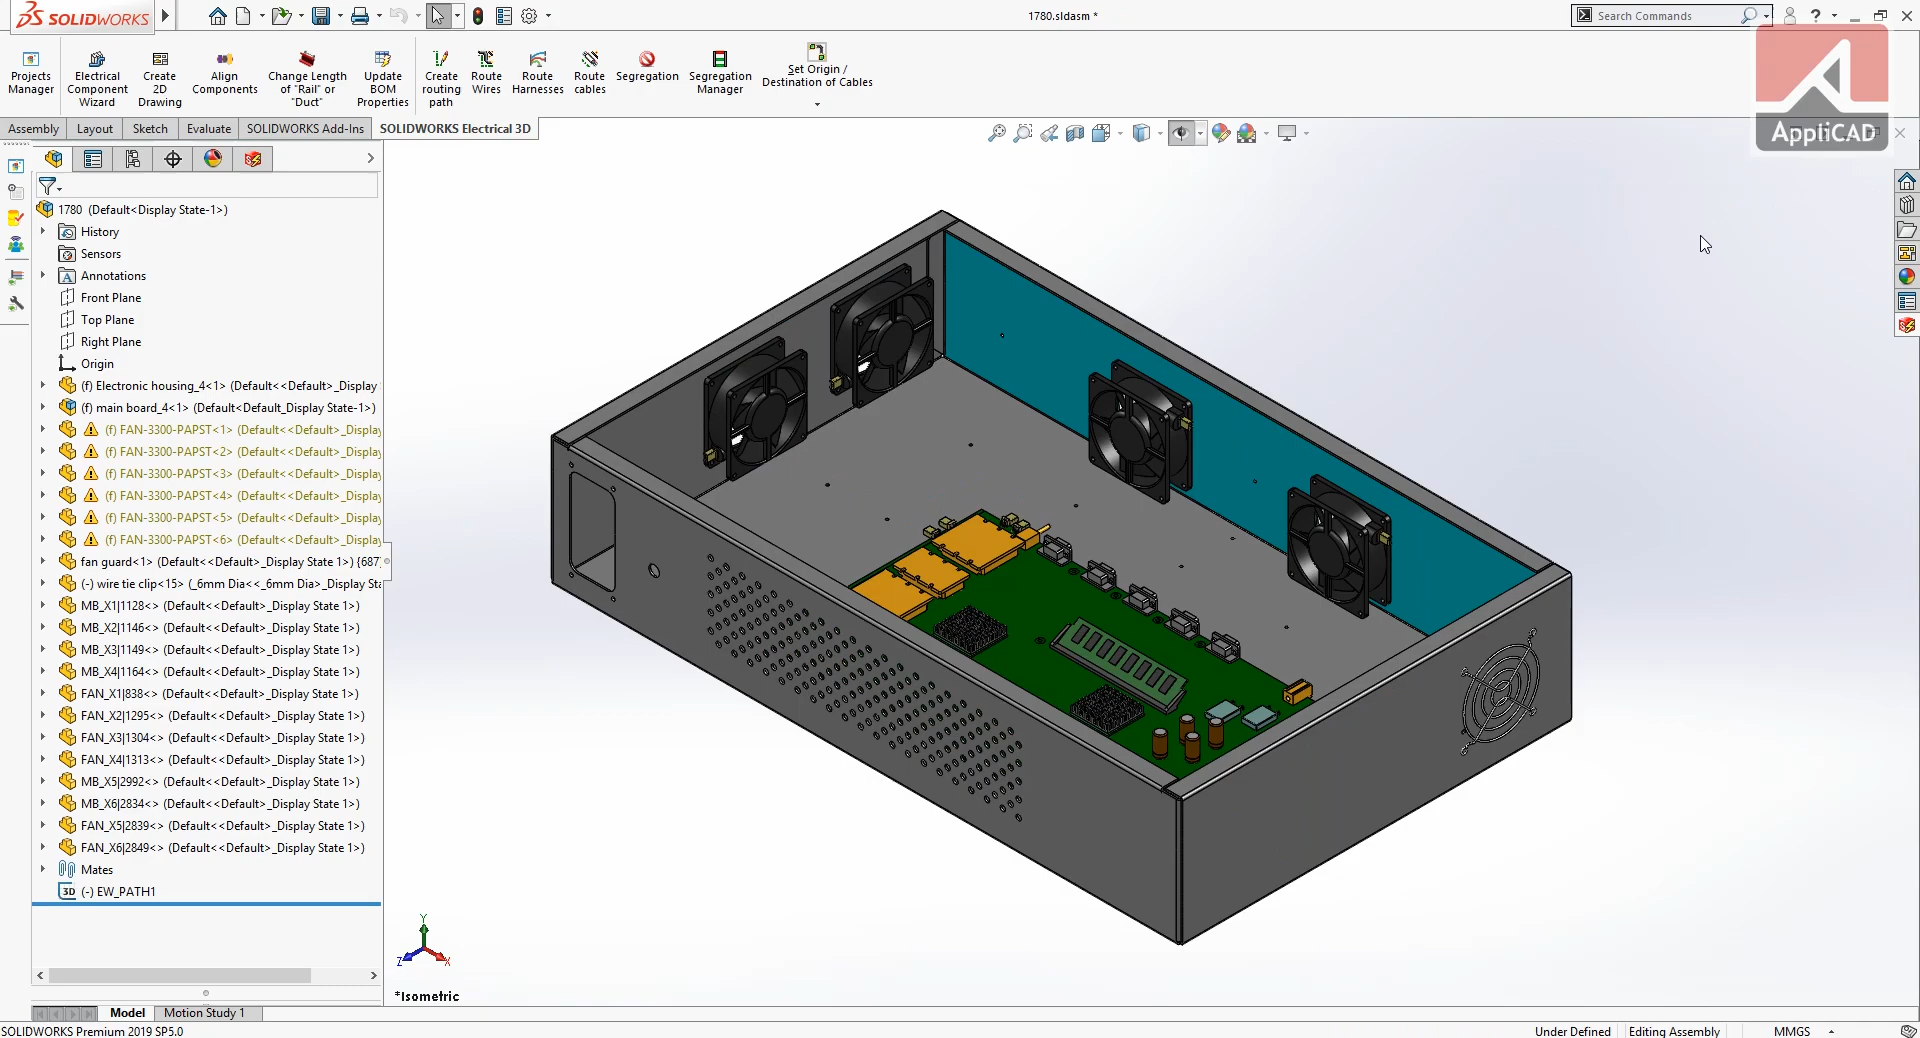 SOLIDWORKS
1780.sldasm *
Search Commands
Projects Manager
Electrical Component Wizard
Create 2D Drawing
Align Components
Change Length of "Rail" or "Duct"
Update BOM Properties
Create routing path
Route Wires
Route Harnesses
Route cables
Segregation
Segregation Manager
Set Origin / Destination of Cables
AppliCAD
Assembly
Layout
Sketch
Evaluate
SOLIDWORKS Add-Ins
SOLIDWORKS Electrical 3D
1780 (Default<Display State-1>)
History
Sensors
Annotations
Front Plane
Top Plane
Right Plane
Origin
(f) Electronic housing_4<1> (Default<<Default>_Display
(f) main board_4<1> (Default<Default_Display State-1>)
(f) FAN-3300-PAPST<1> (Default<<Default>_Display
(f) FAN-3300-PAPST<2> (Default<<Default>_Display
(f) FAN-3300-PAPST<3> (Default<<Default>_Display
(f) FAN-3300-PAPST<4> (Default<<Default>_Display
(f) FAN-3300-PAPST<5> (Default<<Default>_Display
(f) FAN-3300-PAPST<6> (Default<<Default>_Display
fan guard<1> (Default<<Default>_Display State 1>) {687
(-) wire tie clip<15> (_6mm Dia<<_6mm Dia>_Display Sta
MB_X1|1128<> (Default<<Default>_Display State 1>)
MB_X2|1146<> (Default<<Default>_Display State 1>)
MB_X3|1149<> (Default<<Default>_Display State 1>)
MB_X4|1164<> (Default<<Default>_Display State 1>)
FAN_X1|838<> (Default<<Default>_Display State 1>)
FAN_X2|1295<> (Default<<Default>_Display State 1>)
FAN_X3|1304<> (Default<<Default>_Display State 1>)
FAN_X4|1313<> (Default<<Default>_Display State 1>)
MB_X5|2992<> (Default<<Default>_Display State 1>)
MB_X6|2834<> (Default<<Default>_Display State 1>)
FAN_X5|2839<> (Default<<Default>_Display State 1>)
FAN_X6|2849<> (Default<<Default>_Display State 1>)
Mates
3D (-) EW_PATH1
Y
Z
X
*Isometric
Model
Motion Study 1
SOLIDWORKS Premium 2019 SP5.0
Under Defined
Editing Assembly
MMGS